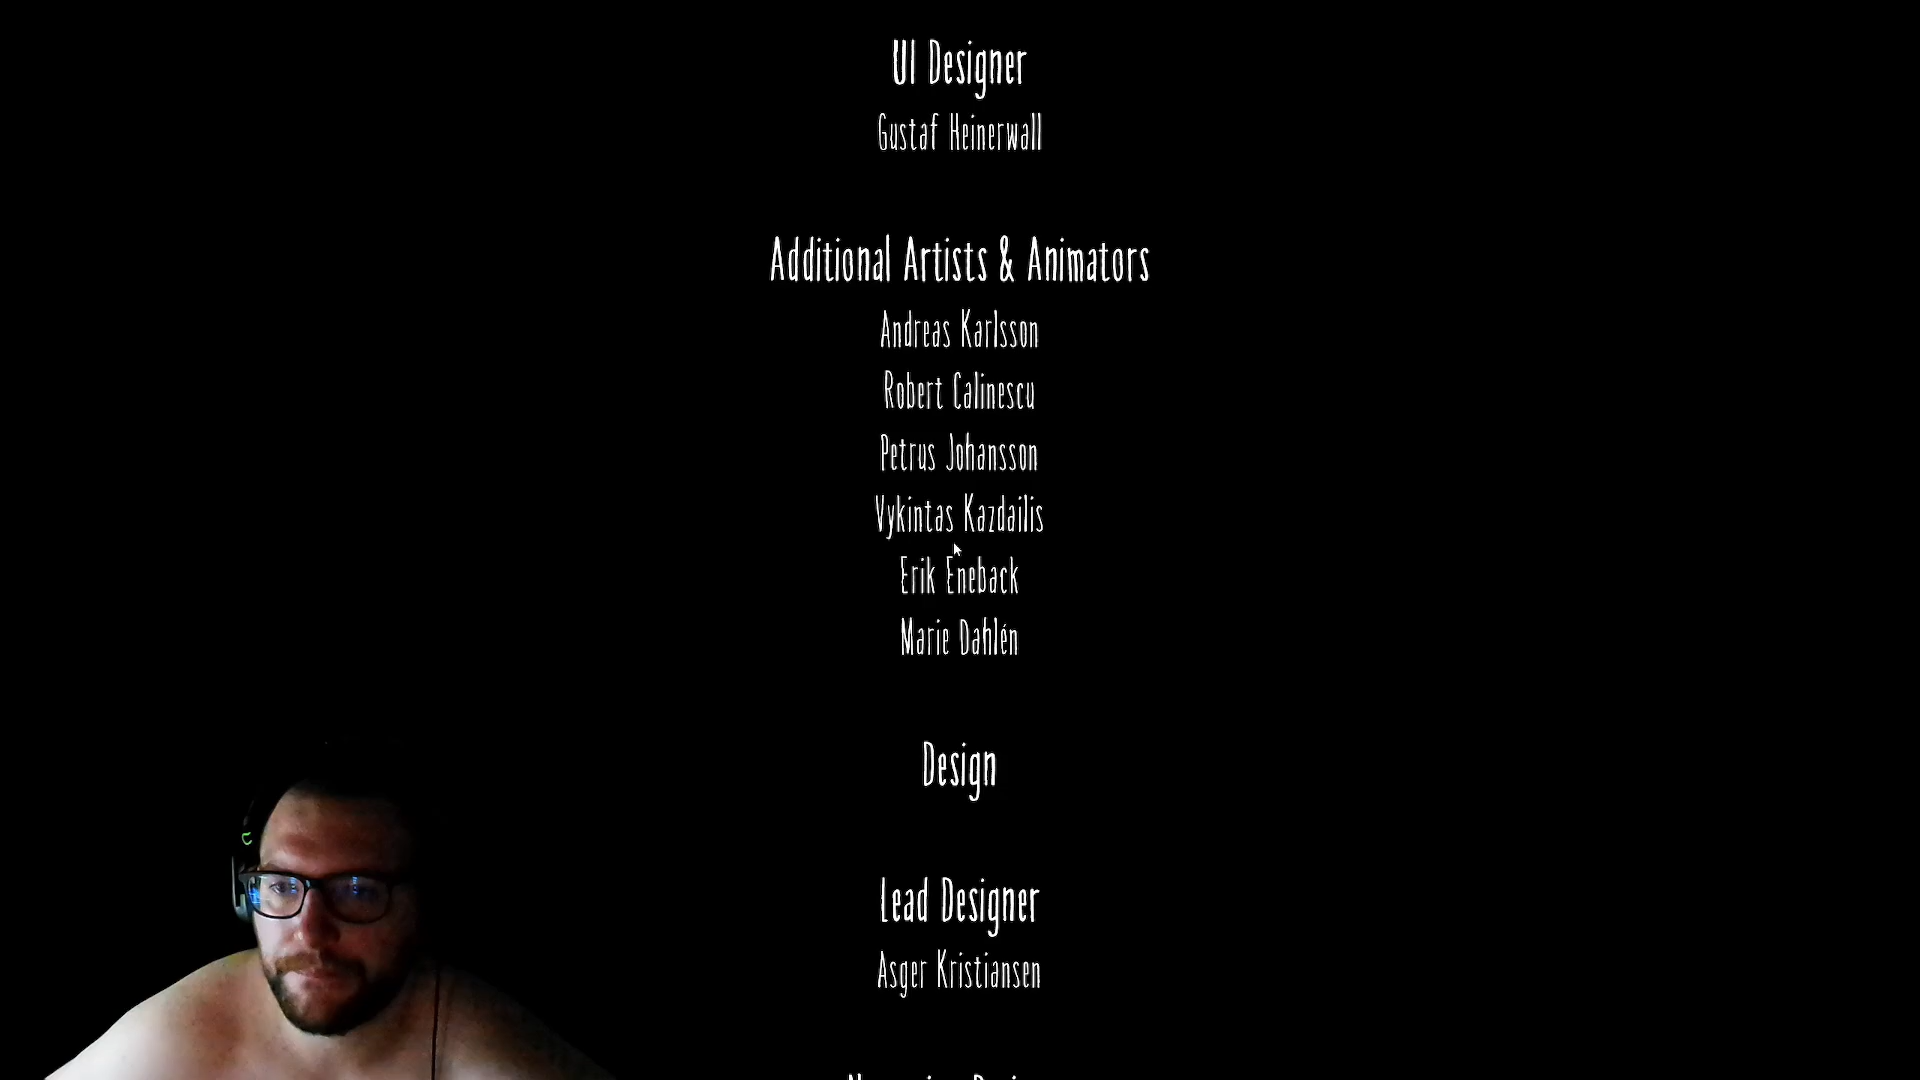 UI Designer
Gustaf Heinerwall
Additional Artists & Animators
Andreas Karlsson
Robert Calinescu
Petrus Johansson
Vykintas Kazdailis
Erik Eneback
Marie Dahlén
Design
Lead Designer
Asger Kristiansen